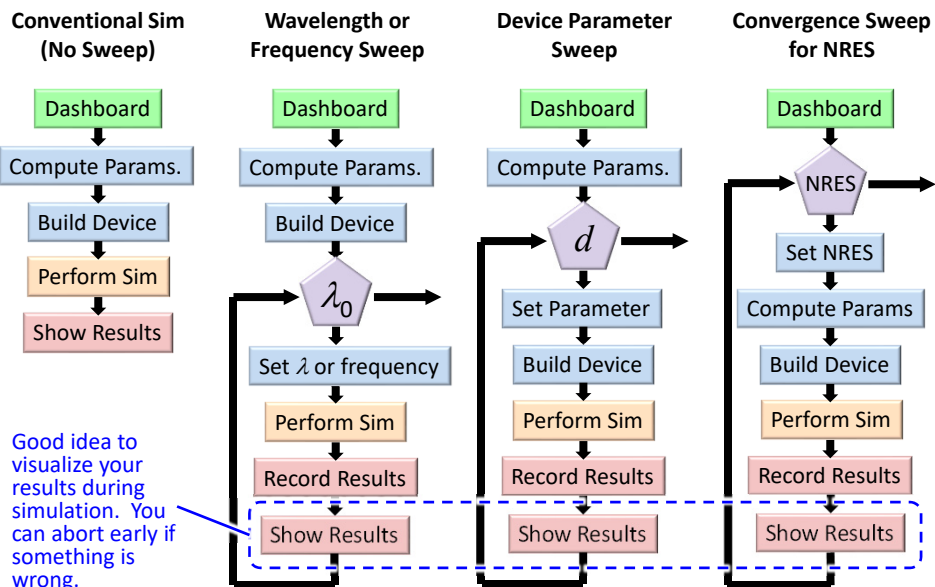 Conventional Sim
(No Sweep)
Dashboard
Compute Params.
Build Device
Perform Sim
Show Results
Wavelength or
Frequency Sweep
Dashboard
Compute Params.
Build Device
λ0
Set λ or frequency
Perform Sim
Record Results
Show Results
Device Parameter
Sweep
Dashboard
Compute Params.
d
Set Parameter
Build Device
Perform Sim
Record Results
Show Results
Convergence Sweep
for NRES
Dashboard
NRES
Set NRES
Compute Params
Build Device
Perform Sim
Record Results
Show Results
Good idea to
visualize your
results during
simulation. You
can abort early if
something is
wrong.